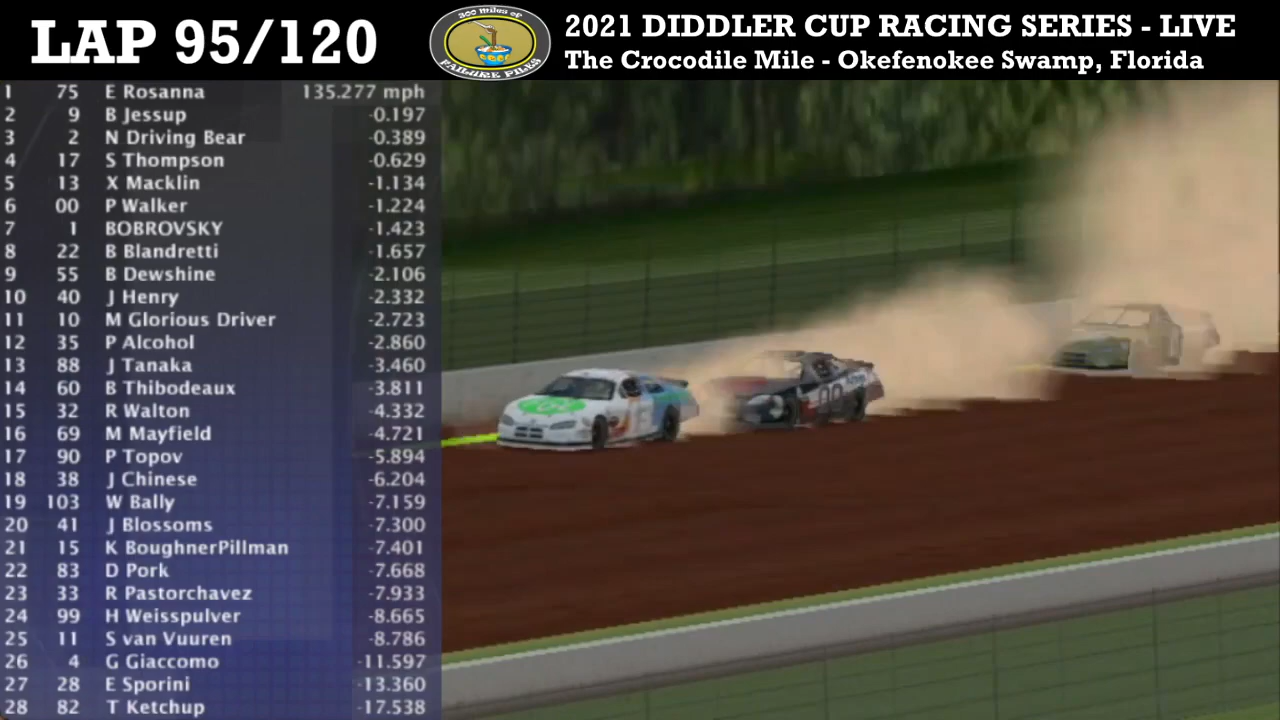 LAP 95/120
300 Miles of
FAILURE PILES
2021 DIDDLER CUP RACING SERIES - LIVE
The Crocodile Mile - Okefenokee Swamp, Florida
1 75 E Rosanna 135.277 mph
2 9 B Jessup -0.197
3 2 N Driving Bear -0.389
4 17 S Thompson -0.629
5 13 X Macklin -1.134
6 00 P Walker -1.224
7 1 BOBROVSKY -1.423
8 22 B Blandretti -1.657
9 55 B Dewshine -2.106
10 40 J Henry -2.332
11 10 M Glorious Driver -2.723
12 35 P Alcohol -2.860
13 88 J Tanaka -3.460
14 60 B Thibodeaux -3.811
15 32 R Walton -4.332
16 69 M Mayfield -4.721
17 90 P Topov -5.894
18 38 J Chinese -6.204
19 103 W Bally -7.159
20 41 J Blossoms -7.300
21 15 K BoughnerPillman -7.401
22 83 D Pork -7.668
23 33 R Pastorchavez -7.933
24 99 H Weisspulver -8.665
25 11 S van Vuuren -8.786
26 4 G Giaccomo -11.597
27 28 E Sporini -13.360
28 82 T Ketchup -17.538
00